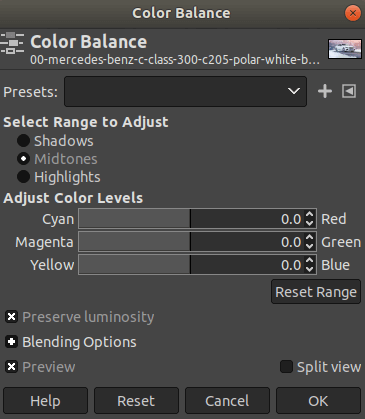 Color Balance
Color Balance
00-mercedes-benz-c-class-300-c205-polar-white-b…
Presets:
Select Range to Adjust
Shadows
Midtones
Highlights
Adjust Color Levels
Cyan 0.0 Red
Magenta 0.0 Green
Yellow 0.0 Blue
Reset Range
Preserve luminosity
Blending Options
Preview Split view
Help Reset Cancel OK